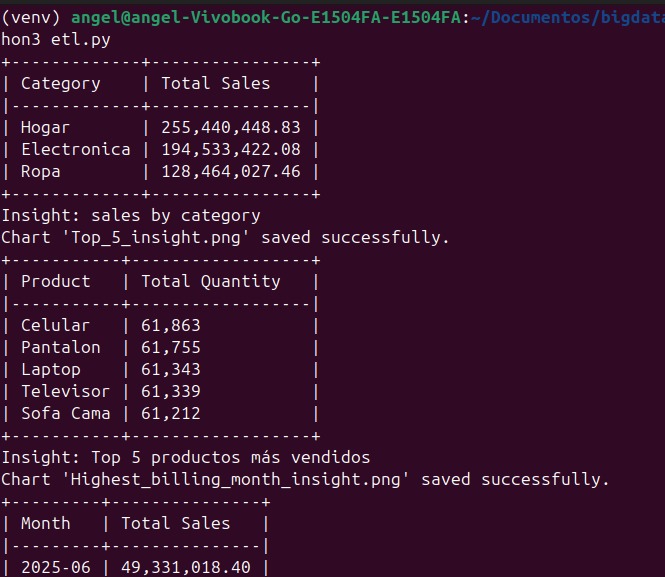 (venv) angel@angel-Vivobook-Go-E1504FA-E1504FA:~/Documentos/bigdata
hon3 etl.py
+-------------+----------------+
| Category    | Total Sales    |
|-------------+----------------|
| Hogar       | 255,440,448.83 |
| Electronica | 194,533,422.08 |
| Ropa        | 128,464,027.46 |
+-------------+----------------+
Insight: sales by category
Chart 'Top_5_insight.png' saved successfully.
+-----------+------------------+
| Product   | Total Quantity   |
|-----------+------------------|
| Celular   | 61,863           |
| Pantalon  | 61,755           |
| Laptop    | 61,343           |
| Televisor | 61,339           |
| Sofa Cama | 61,212           |
+-----------+------------------+
Insight: Top 5 productos más vendidos
Chart 'Highest_billing_month_insight.png' saved successfully.
+---------+---------------+
| Month   | Total Sales   |
|---------+---------------|
| 2025-06 | 49,331,018.40 |